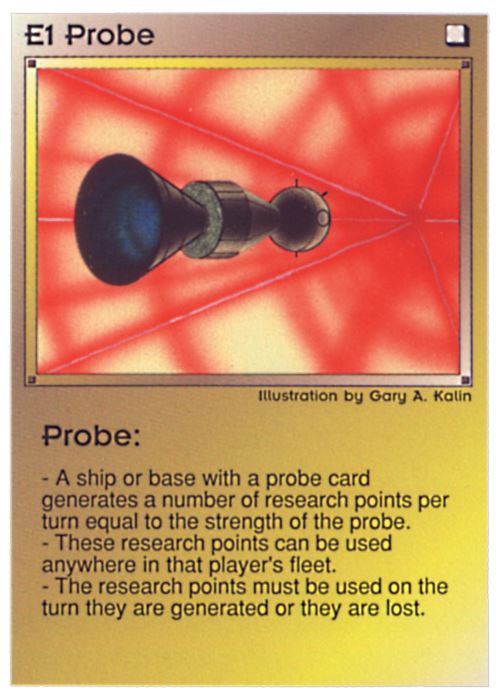 E1 Probe
Illustration by Gary A. Kalin
Probe:
- A ship or base with a probe card
generates a number of research points per
turn equal to the strength of the probe.
- These research points can be used
anywhere in that player's fleet.
- The research points must be used on the
turn they are generated or they are lost.